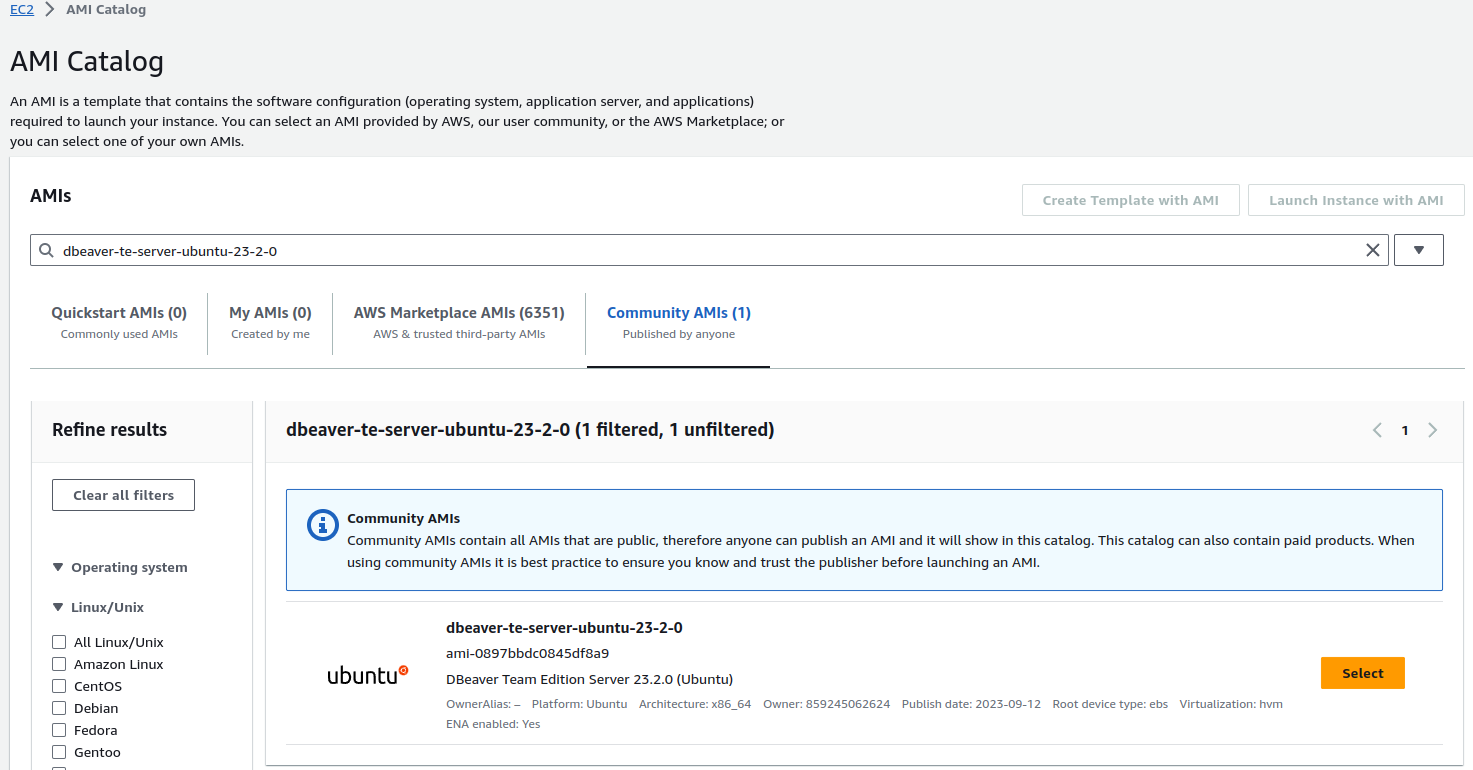 EC2 > AMI Catalog
AMI Catalog
An AMI is a template that contains the software configuration (operating system, application server, and applications)
required to launch your instance. You can select an AMI provided by AWS, our user community, or the AWS Marketplace; or
you can select one of your own AMIs.
AMIs
Create Template with AMI
Launch Instance with AMI
dbeaver-te-server-ubuntu-23-2-0
Quickstart AMIs (0)
Commonly used AMIs
My AMIs (0)
Created by me
AWS Marketplace AMIs (6351)
AWS & trusted third-party AMIs
Community AMIs (1)
Published by anyone
Refine results
Clear all filters
Operating system
Linux/Unix
All Linux/Unix
Amazon Linux
CentOS
Debian
Fedora
Gentoo
dbeaver-te-server-ubuntu-23-2-0 (1 filtered, 1 unfiltered)
1
Community AMIs
Community AMIs contain all AMIs that are public, therefore anyone can publish an AMI and it will show in this catalog. This catalog can also contain paid products. When
using community AMIs it is best practice to ensure you know and trust the publisher before launching an AMI.
ubuntu
dbeaver-te-server-ubuntu-23-2-0
ami-0897bbdc0845df8a9
DBeaver Team Edition Server 23.2.0 (Ubuntu)
OwnerAlias: – Platform: Ubuntu Architecture: x86_64 Owner: 859245062624 Publish date: 2023-09-12 Root device type: ebs Virtualization: hvm
ENA enabled: Yes
Select